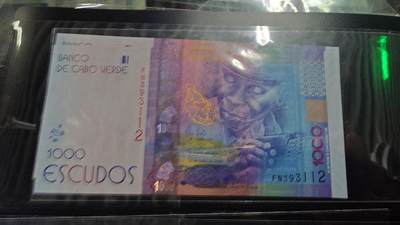 BANCO
DE CABO VERDE
1000
ESCUDOS
1000
FN193112